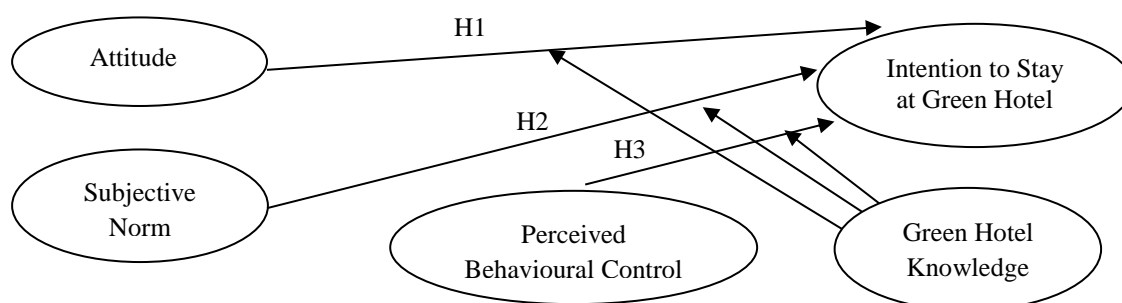 H1
Attitude
Intention to Stay
at Green Hotel
H2
H3
Subjective
Norm
Perceived
Behavioural Control
Green Hotel
Knowledge